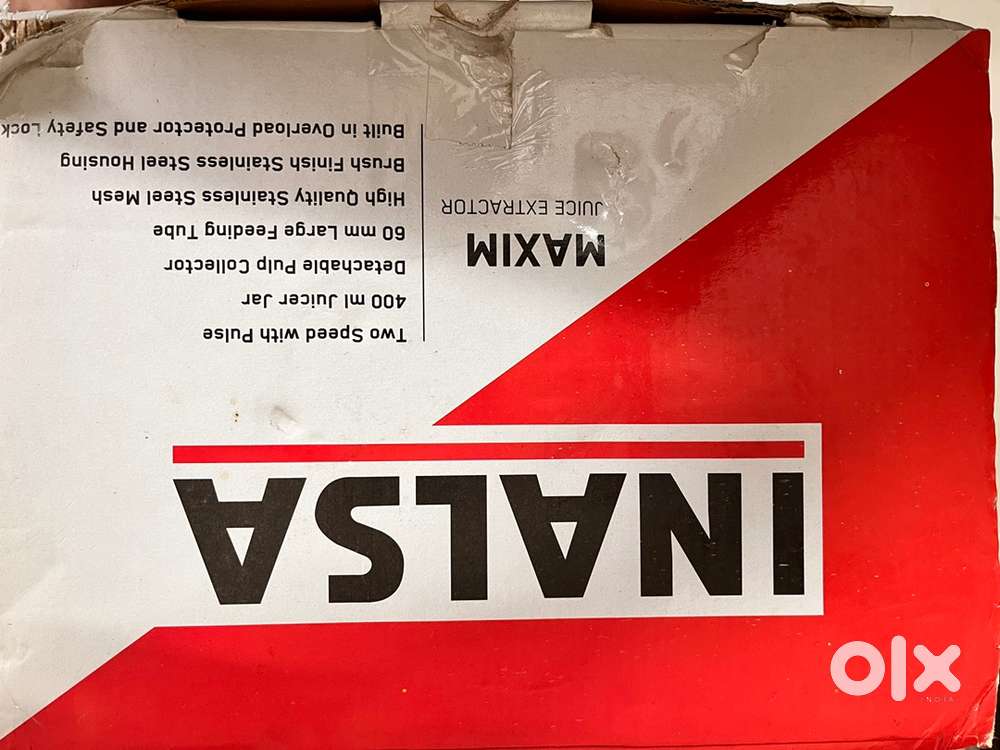 INALSA
MAXIM
JUICE EXTRACTOR
Two Speed with Pulse
400 ml Juicer Jar
Detachable Pulp Collector
60 mm Large Feeding Tube
High Quality Stainless Steel Mesh
Brush Finish Stainless Steel Housing
Built in Overload Protector and Safety Lock
olx
INDIA